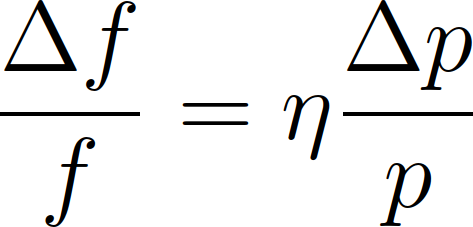 Δf/f = η Δp/p